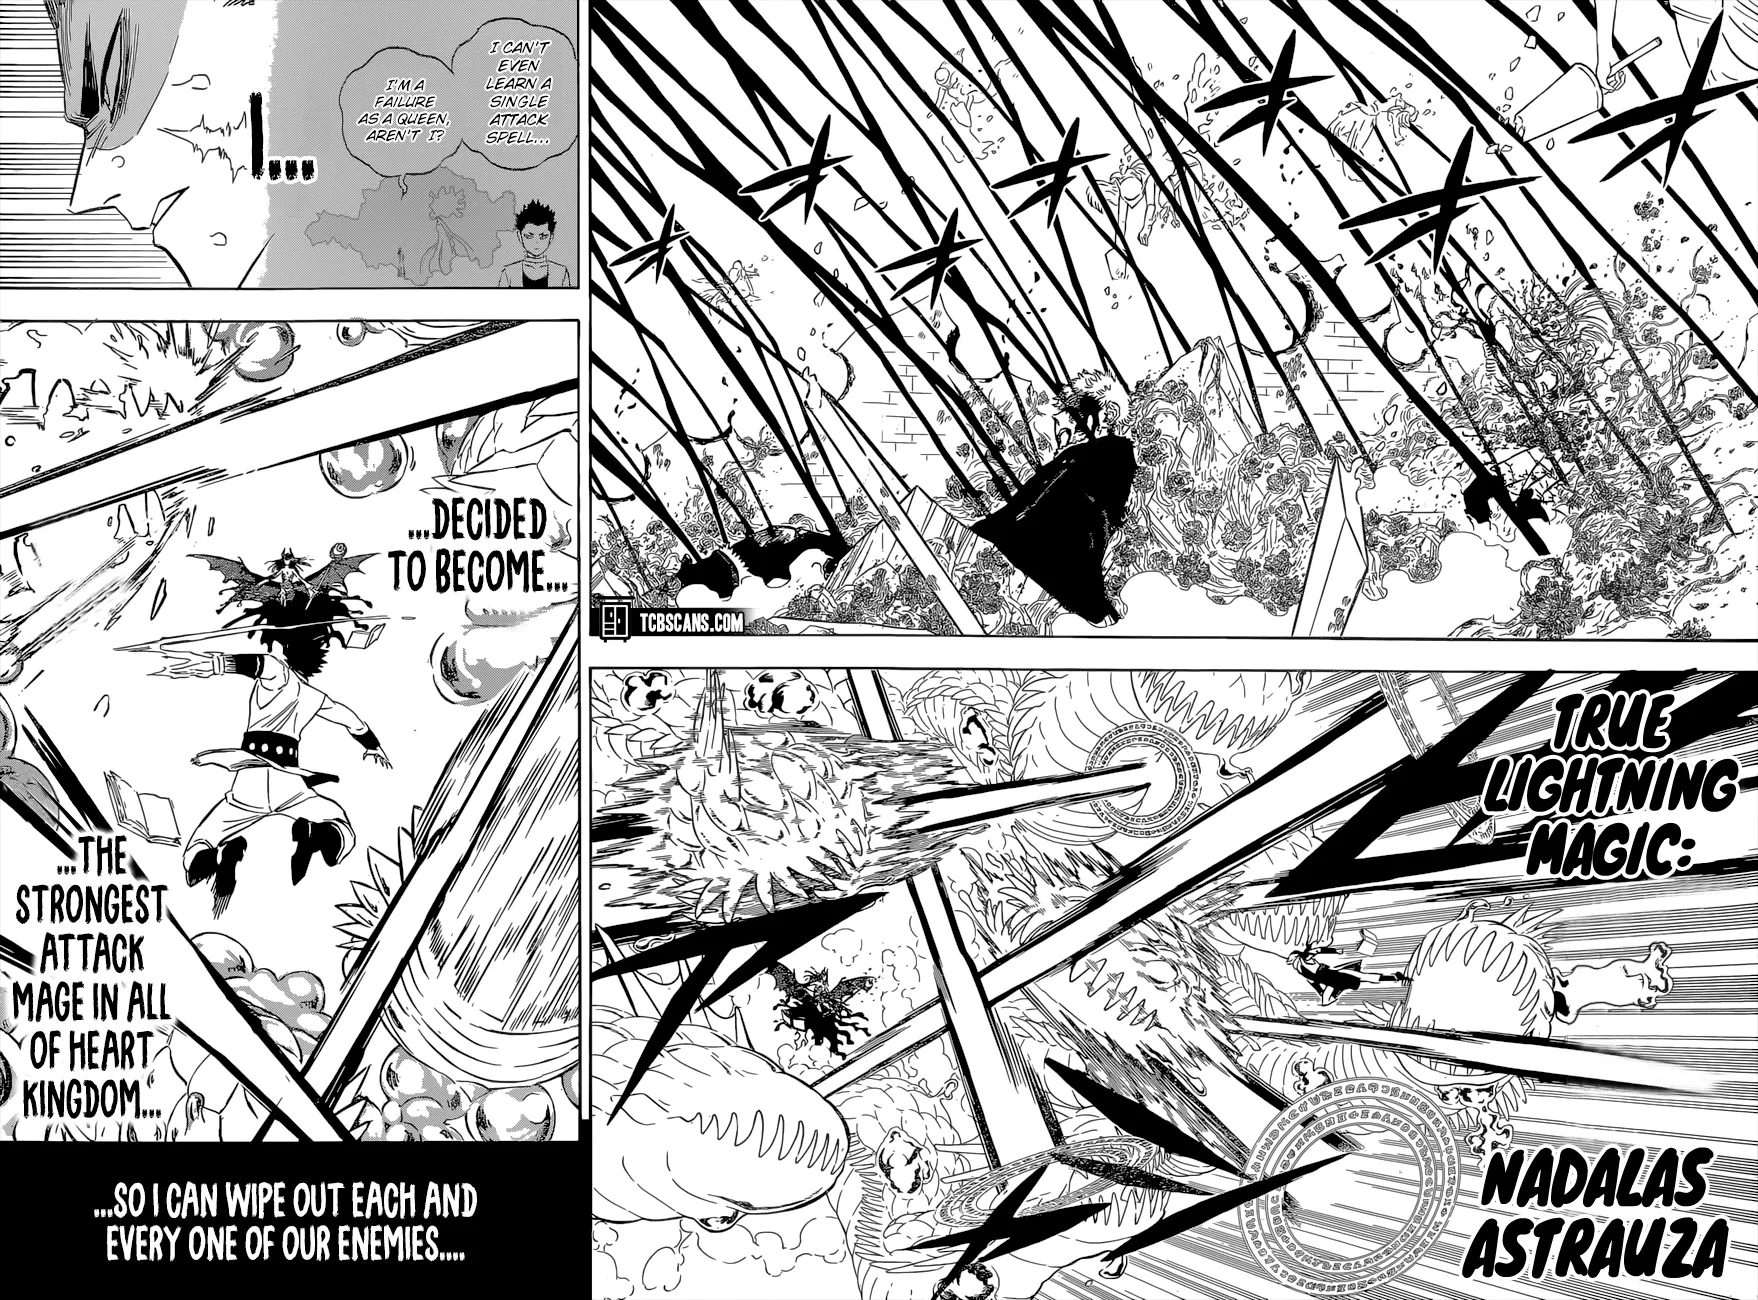 TRUE
LIGHTNING
MAGIC:
NADALAS
ASTRAUZA
TCBSCANS.COM
I CAN'T
EVEN
LEARN A
SINGLE
ATTACK
SPELL...
I'M A
FAILURE
AS A QUEEN,
AREN'T I?
I...
...DECIDED
TO BECOME...
...THE
STRONGEST
ATTACK
MAGE IN ALL
OF HEART
KINGDOM...
...SO I CAN WIPE OUT EACH AND
EVERY ONE OF OUR ENEMIES....